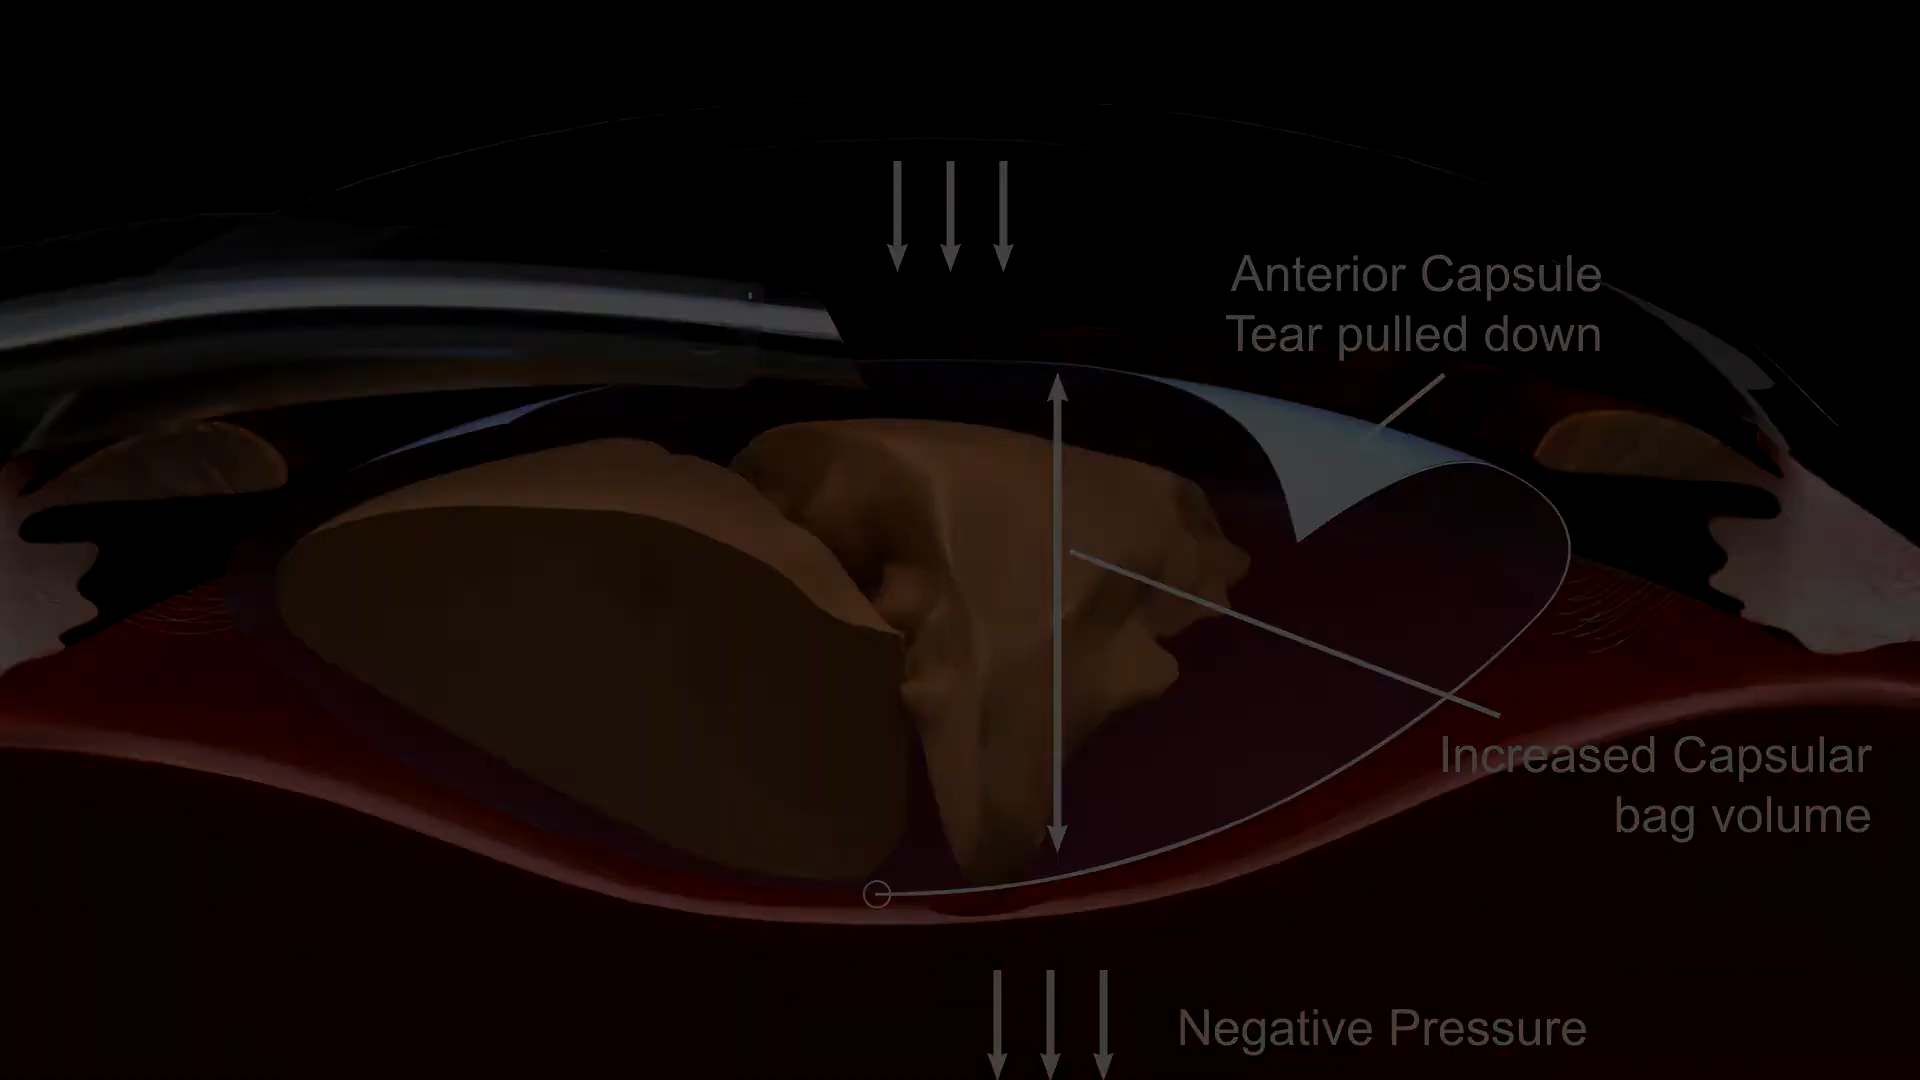 Anterior Capsule
Tear pulled down
Increased Capsular
bag volume
Negative Pressure